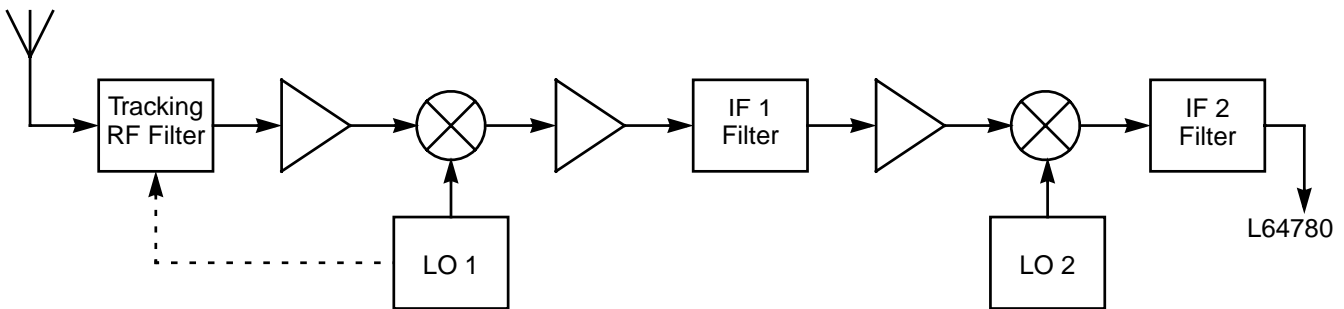 Tracking
RF Filter
IF 1
Filter
IF 2
Filter
L64780
LO 1
LO 2